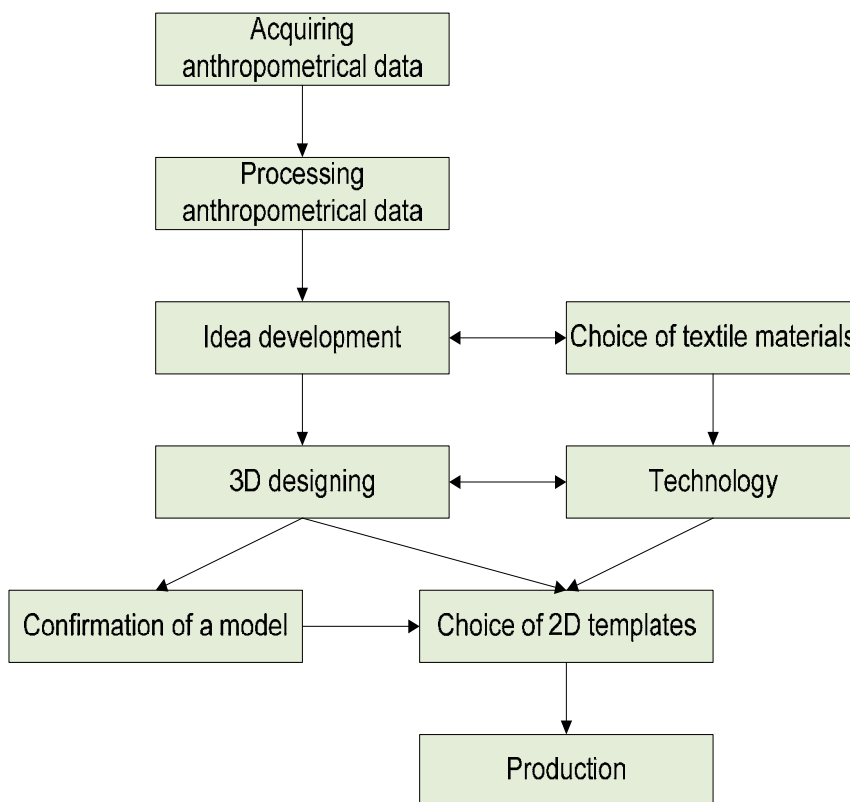 Acquiring
anthropometrical data
Processing
anthropometrical data
Idea development
Choice of textile materials
3D designing
Technology
Confirmation of a model
Choice of 2D templates
Production